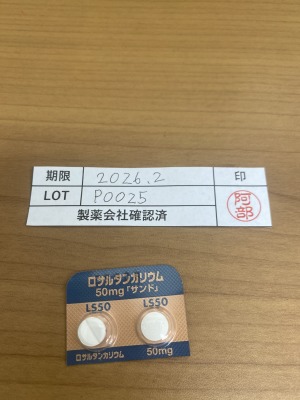 期限 2026.2 印
LOT P0025 阿部
製薬会社確認済
ロサルタンカリウム
50mg「サンド」
LS50 LS50
ロサルタンカリウム 50mg